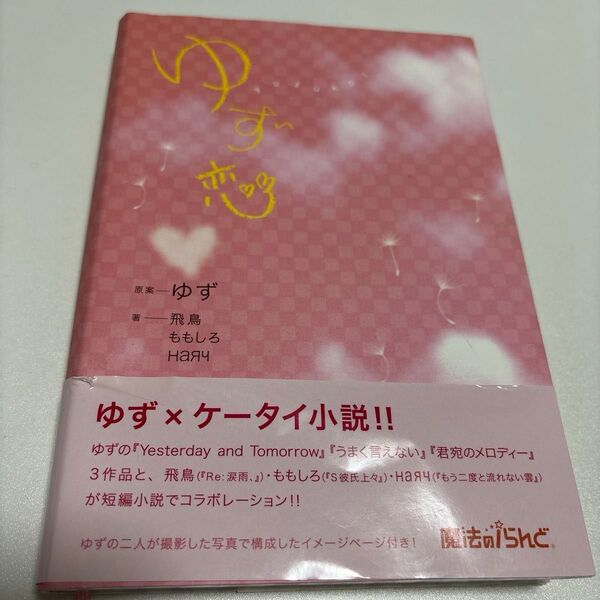 ゆず恋
YUZUKOI
原案―ゆず
著―飛鳥
ももしろ
Haяч
ゆず×ケータイ小説!!
ゆずの『Yesterday and Tomorrow』『うまく言えない』『君宛のメロディー』
3作品と、飛鳥(『Re:涙雨、』)・ももしろ(『S彼氏上々』)・Haяч(『もう二度と流れない雲』)
が短編小説でコラボレーション!!
ゆずの二人が撮影した写真で構成したイメージページ付き!
魔法のiらんど®